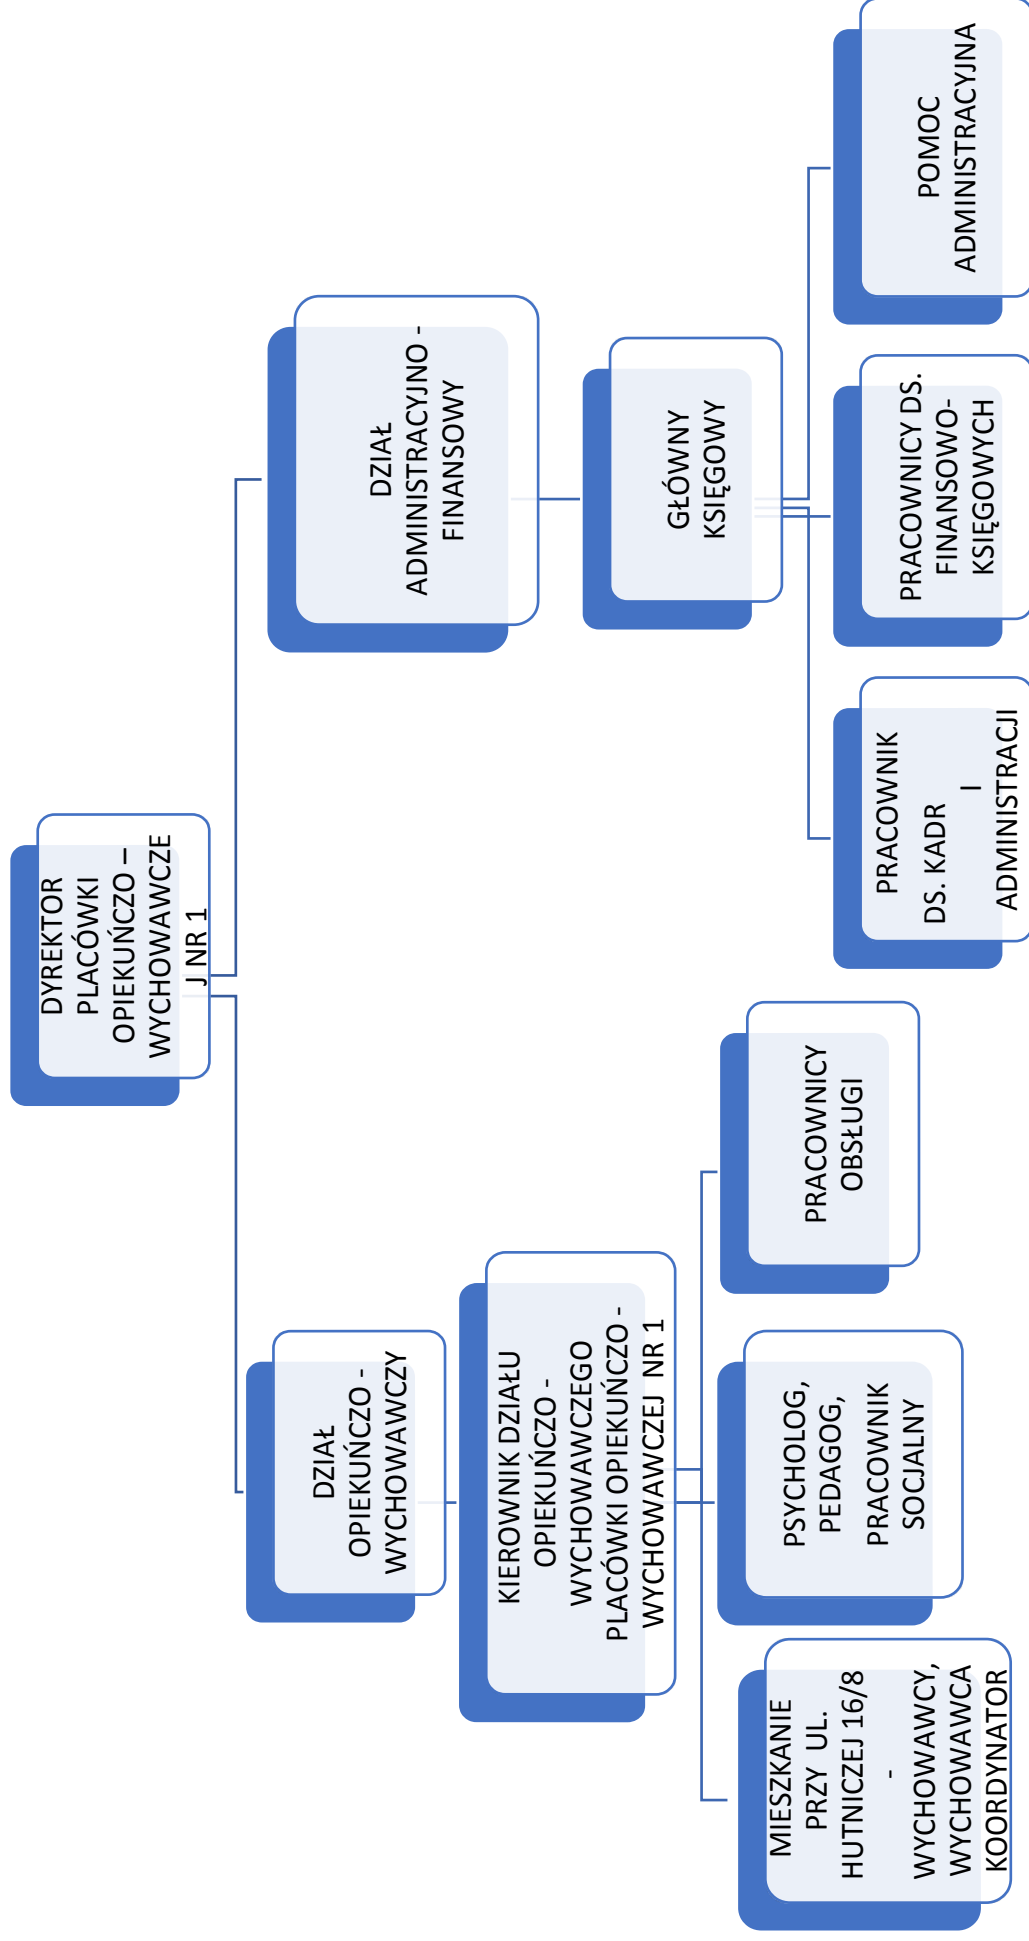 DYREKTOR
PLACÓWKI
OPIEKUŃCZO –
WYCHOWAWCZE
J NR 1
DZIAŁ
OPIEKUŃCZO -
WYCHOWAWCZY
KIEROWNIK DZIAŁU
OPIEKUŃCZO -
WYCHOWAWCZEGO
PLACÓWKI OPIEKUŃCZO -
WYCHOWAWCZEJ NR 1
MIESZKANIE
PRZY UL.
HUTNICZEJ 16/8
-
WYCHOWAWCY,
WYCHOWAWCA
KOORDYNATOR
PSYCHOLOG,
PEDAGOG,
PRACOWNIK
SOCJALNY
PRACOWNICY
OBSŁUGI
DZIAŁ
ADMINISTRACYJNO -
FINANSOWY
GŁÓWNY
KSIĘGOWY
PRACOWNIK
DS. KADR
I
ADMINISTRACJI
PRACOWNICY DS.
FINANSOWO-
KSIĘGOWYCH
POMOC
ADMINISTRACYJNA